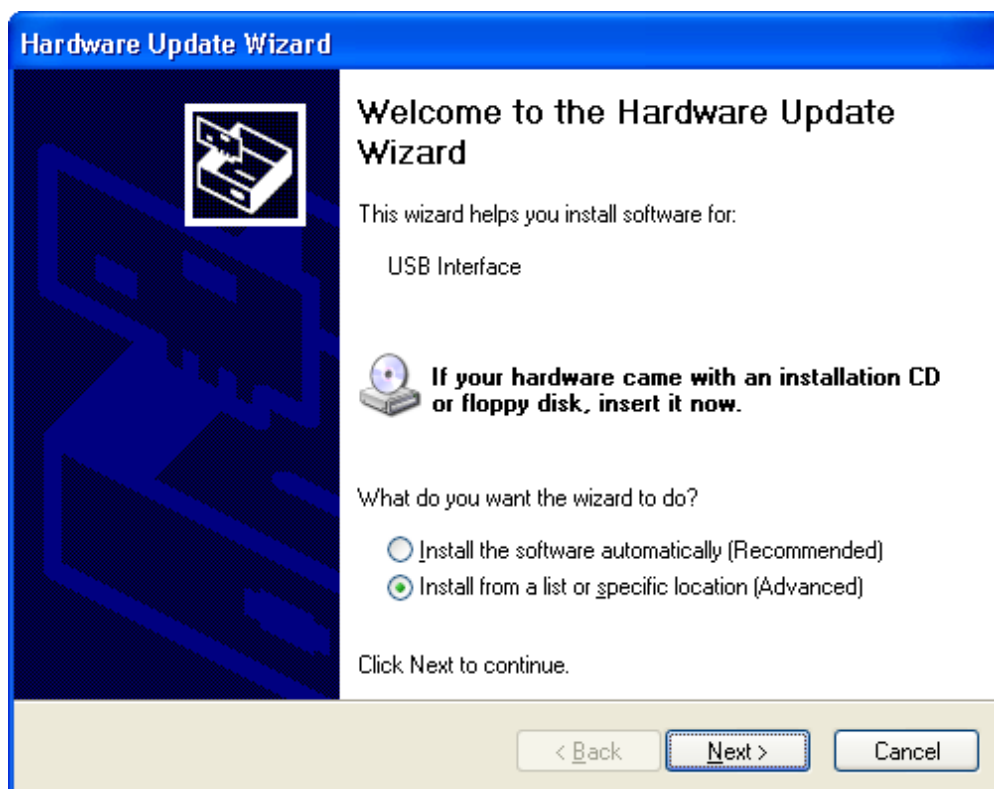 Hardware Update Wizard
Welcome to the Hardware Update
Wizard
This wizard helps you install software for:
USB Interface
If your hardware came with an installation CD
or floppy disk, insert it now.
What do you want the wizard to do?
Install the software automatically (Recommended)
Install from a list or specific location (Advanced)
Click Next to continue.
< Back Next > Cancel